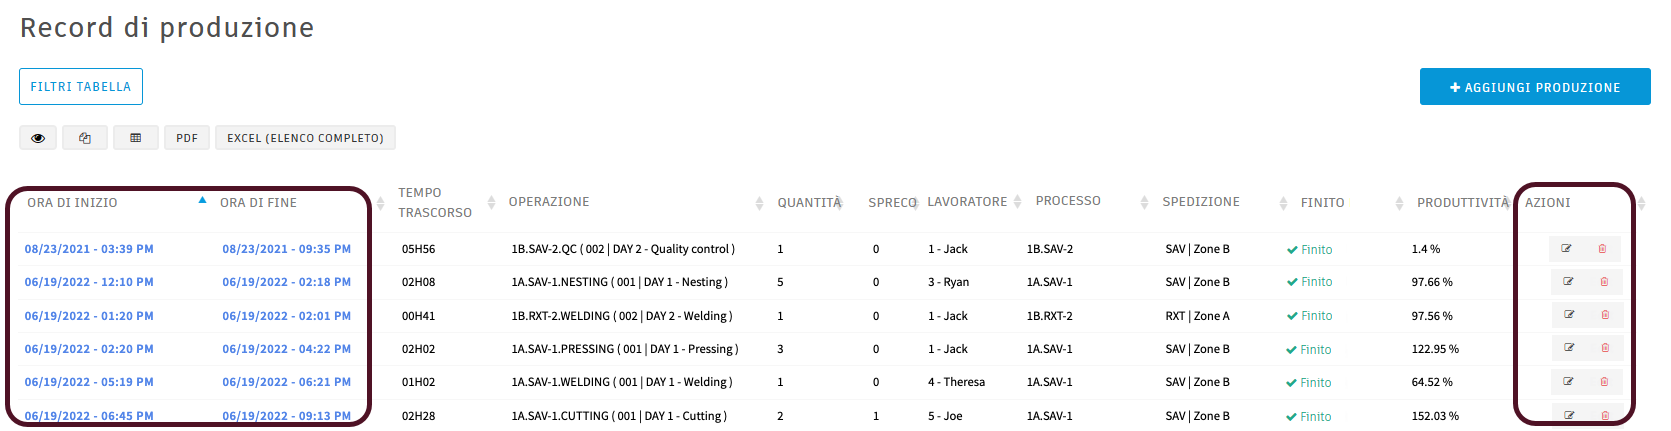 Record di produzione
FILTRI TABELLA
AGGIUNGI PRODUZIONE
PDF EXCEL (ELENCO COMPLETO)
ORA DI INIZIO ORA DI FINE TEMPO TRASCORSO OPERAZIONE QUANTITÀ SPRECO LAVORATORE PROCESSO SPEDIZIONE FINITO PRODUTTIVITÀ AZIONI
08/23/2021 - 03:39 PM 08/23/2021 - 09:35 PM 05H56 1B.SAV-2.QC ( 002 | DAY 2 - Quality control ) 1 0 1 - Jack 1B.SAV-2 SAV | Zone B Finito 1.4 %
06/19/2022 - 12:10 PM 06/19/2022 - 02:18 PM 02H08 1A.SAV-1.NESTING ( 001 | DAY 1 - Nesting ) 5 0 3 - Ryan 1A.SAV-1 SAV | Zone B Finito 97.66 %
06/19/2022 - 01:20 PM 06/19/2022 - 02:01 PM 00H41 1B.RXT-2.WELDING ( 002 | DAY 2 - Welding ) 1 0 1 - Jack 1B.RXT-2 RXT | Zone A Finito 97.56 %
06/19/2022 - 02:20 PM 06/19/2022 - 04:22 PM 02H02 1A.SAV-1.PRESSING ( 001 | DAY 1 - Pressing ) 3 0 1 - Jack 1A.SAV-1 SAV | Zone B Finito 122.95 %
06/19/2022 - 05:19 PM 06/19/2022 - 06:21 PM 01H02 1A.SAV-1.WELDING ( 001 | DAY 1 - Welding ) 1 0 4 - Theresa 1A.SAV-1 SAV | Zone B Finito 64.52 %
06/19/2022 - 06:45 PM 06/19/2022 - 09:13 PM 02H28 1A.SAV-1.CUTTING ( 001 | DAY 1 - Cutting ) 2 1 5 - Joe 1A.SAV-1 SAV | Zone B Finito 152.03 %